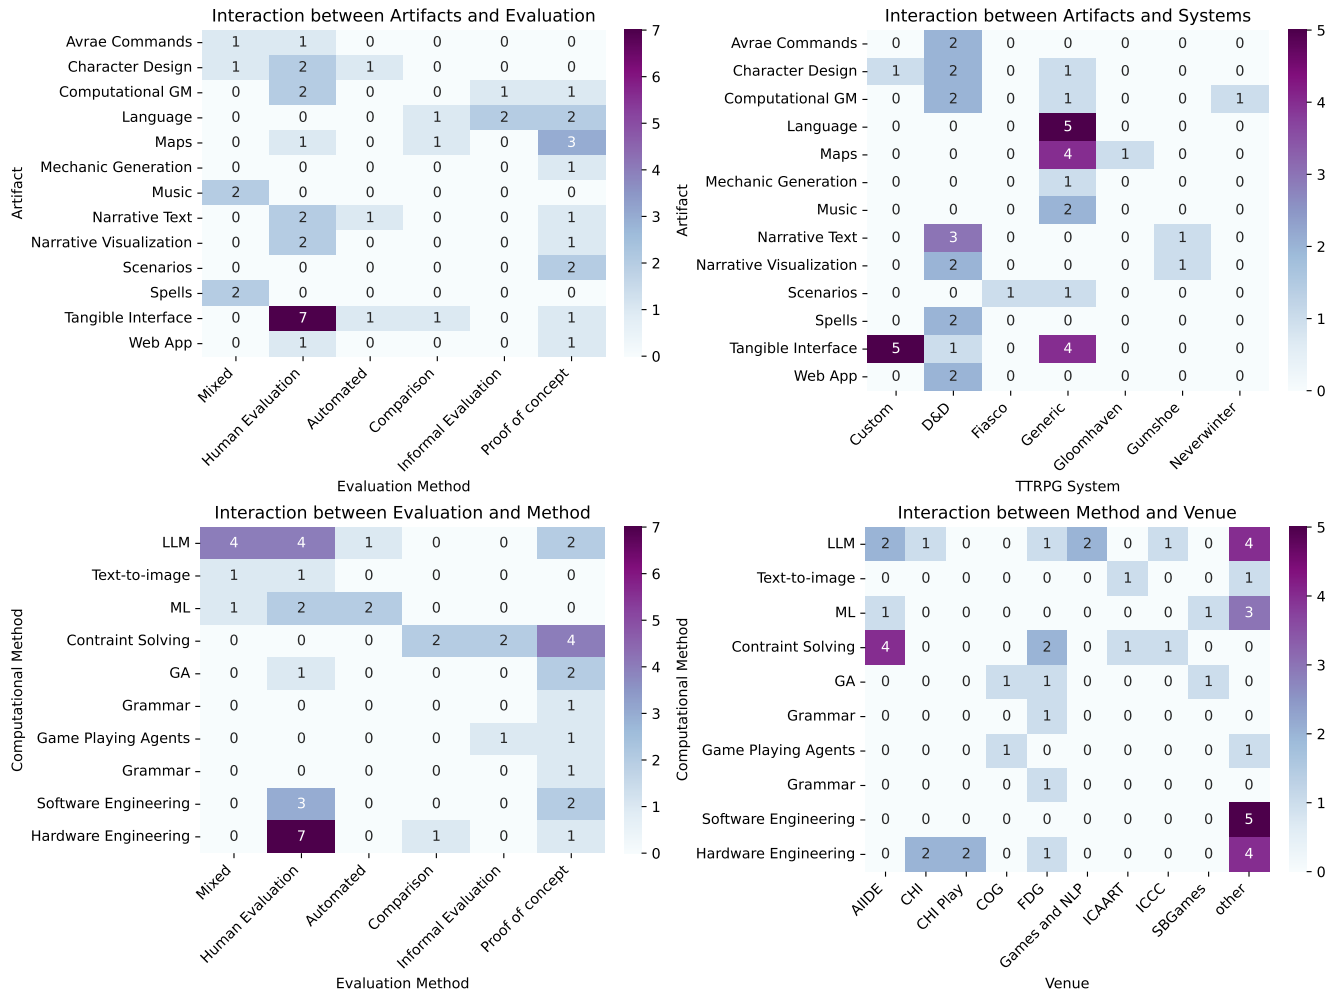 Interaction between Artifacts and Evaluation
Artifact
Avrae Commands 1 1 0 0 0 0
Character Design 1 2 1 0 0 0
Computational GM 0 2 0 0 1 1
Language 0 0 0 1 2 2
Maps 0 1 0 1 0 3
Mechanic Generation 0 0 0 0 0 1
Music 2 0 0 0 0 0
Narrative Text 0 2 1 0 0 1
Narrative Visualization 0 2 0 0 0 1
Scenarios 0 0 0 0 0 2
Spells 2 0 0 0 0 0
Tangible Interface 0 7 1 1 0 1
Web App 0 1 0 0 0 1
Mixed Human Evaluation Automated Comparison Informal Evaluation Proof of concept
Evaluation Method
7
6
5
4
3
2
1
0
Interaction between Artifacts and Systems
Artifact
Avrae Commands 0 2 0 0 0 0 0
Character Design 1 2 0 1 0 0 0
Computational GM 0 2 0 1 0 0 1
Language 0 0 0 5 0 0 0
Maps 0 0 0 4 1 0 0
Mechanic Generation 0 0 0 1 0 0 0
Music 0 0 0 2 0 0 0
Narrative Text 0 3 0 0 0 1 0
Narrative Visualization 0 2 0 0 0 1 0
Scenarios 0 0 1 1 0 0 0
Spells 0 2 0 0 0 0 0
Tangible Interface 5 1 0 4 0 0 0
Web App 0 2 0 0 0 0 0
Custom D&D Fiasco Generic Gloomhaven Gumshoe Neverwinter
TTRPG System
5
4
3
2
1
0
Interaction between Evaluation and Method
Computational Method
LLM 4 4 1 0 0 2
Text-to-image 1 1 0 0 0 0
ML 1 2 2 0 0 0
Contraint Solving 0 0 0 2 2 4
GA 0 1 0 0 0 2
Grammar 0 0 0 0 0 1
Game Playing Agents 0 0 0 0 1 1
Grammar 0 0 0 0 0 1
Software Engineering 0 3 0 0 0 2
Hardware Engineering 0 7 0 1 0 1
Mixed Human Evaluation Automated Comparison Informal Evaluation Proof of concept
Evaluation Method
7
6
5
4
3
2
1
0
Interaction between Method and Venue
Computational Method
LLM 2 1 0 0 1 2 0 1 0 4
Text-to-image 0 0 0 0 0 0 1 0 0 1
ML 1 0 0 0 0 0 0 0 1 3
Contraint Solving 4 0 0 0 2 0 1 1 0 0
GA 0 0 0 1 1 0 0 0 1 0
Grammar 0 0 0 0 1 0 0 0 0 0
Game Playing Agents 0 0 0 1 0 0 0 0 0 1
Grammar 0 0 0 0 1 0 0 0 0 0
Software Engineering 0 0 0 0 0 0 0 0 0 5
Hardware Engineering 0 2 2 0 1 0 0 0 0 4
AIIDE CHI CHI Play COG FDG Games and NLP ICAART ICCC SBGames other
Venue
5
4
3
2
1
0